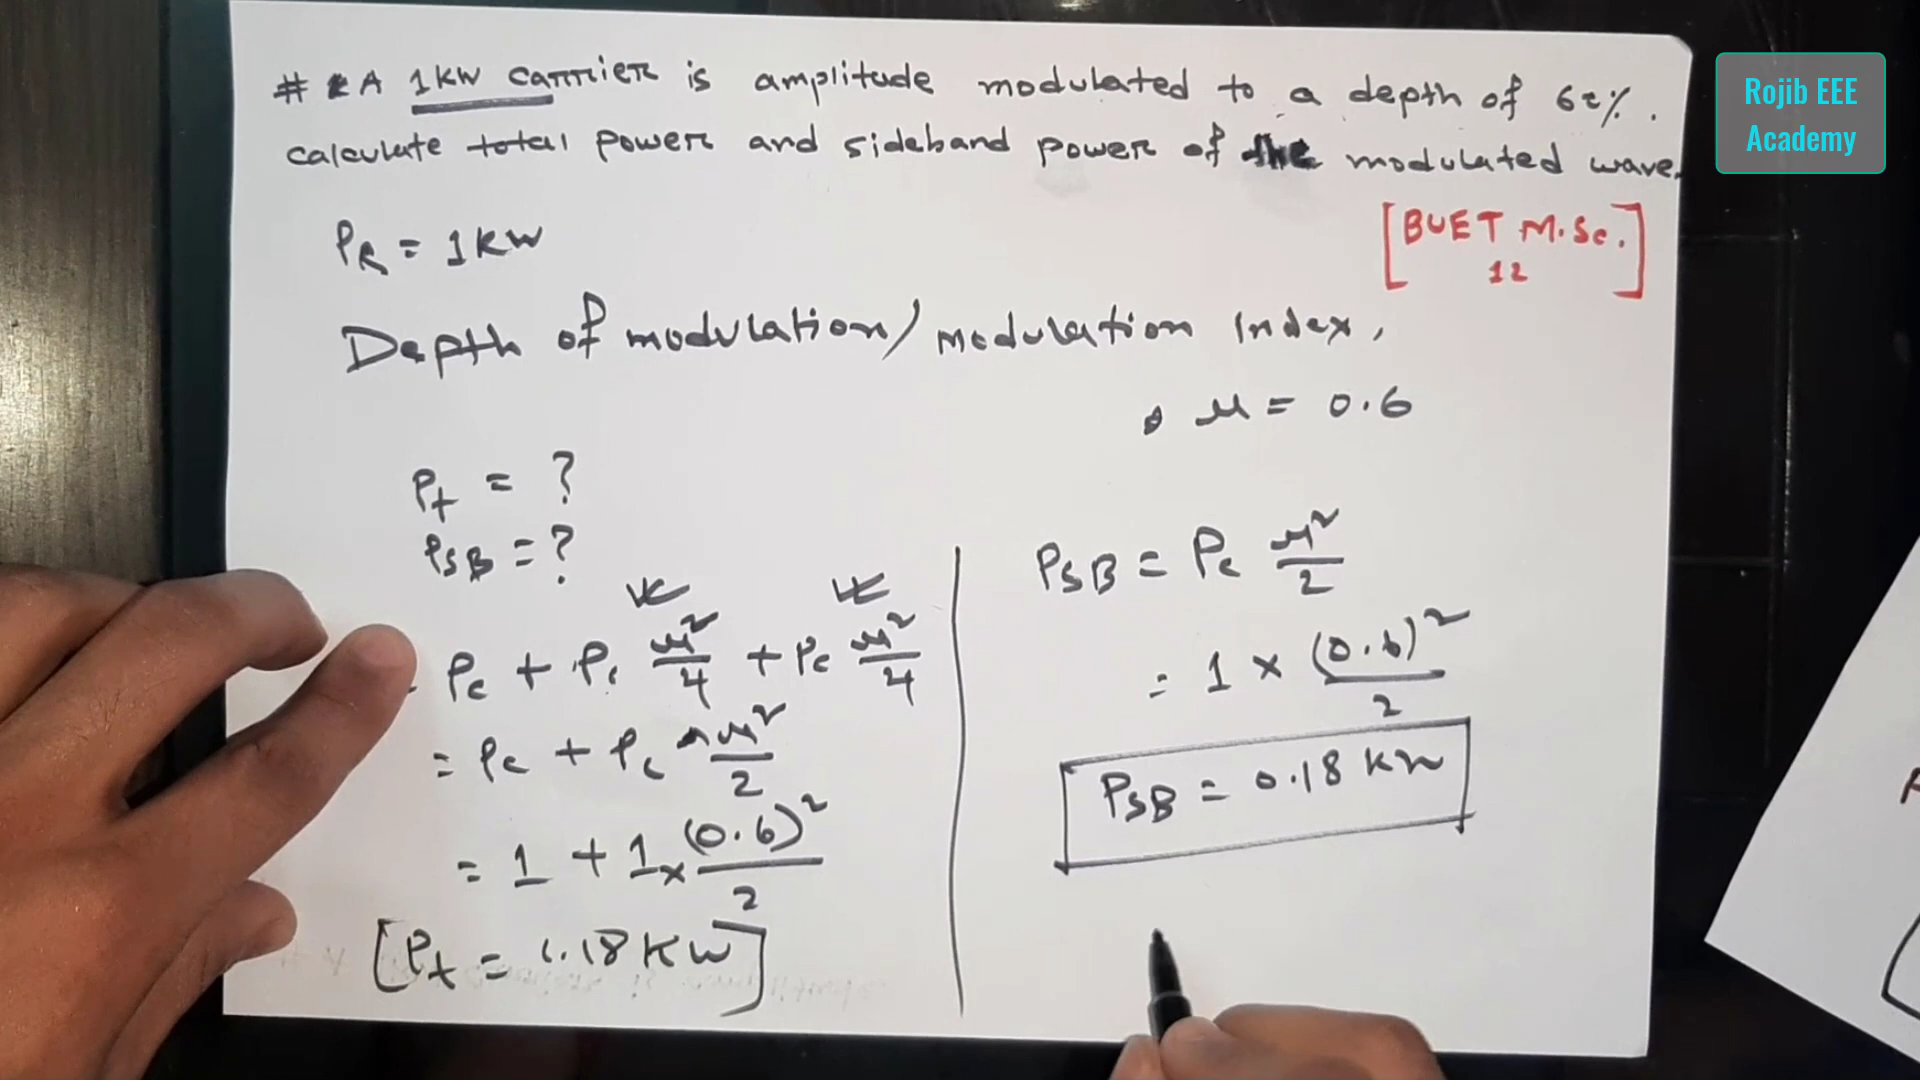 # A 1KW carrier is amplitude modulated to a depth of 60%.
calculate total power and sideband power of the modulated wave.
Rojib EEE
Academy
[BUET M.Sc.
12]
PR = 1KW
Depth of modulation/modulation Index,
μ = 0.6
Pt = ?
PSB = ?
= Pc + Pc μ²/4 + Pc μ²/4
= Pc + Pc μ²/2
= 1 + 1 x (0.6)²/2
[Pt = 1.18 KW]
PSB = Pc μ²/2
= 1 x (0.6)²/2
PSB = 0.18 KW